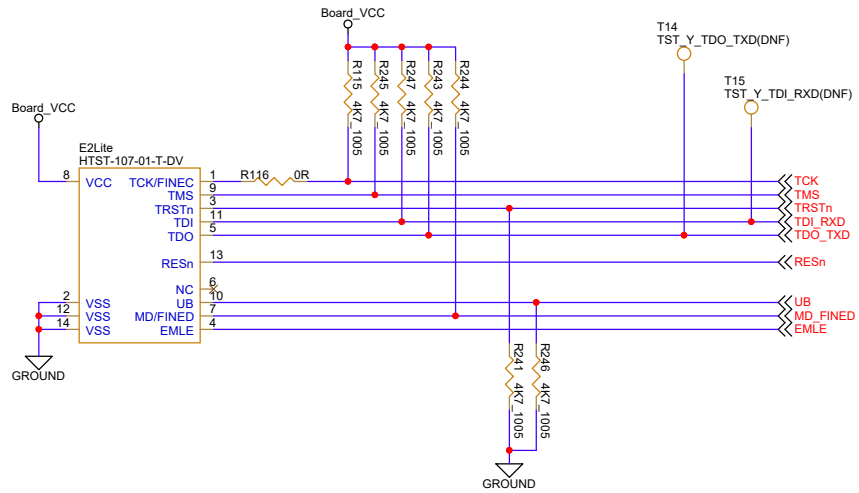 Board_VCC
T14
TST_Y_TDO_TXD(DNF)
T15
TST_Y_TDI_RXD(DNF)
R115 4K7_1005
R245 4K7_1005
R247 4K7_1005
R243 4K7_1005
R244 4K7_1005
Board_VCC
E2Lite
HTST-107-01-T-DV
8 VCC TCK/FINEC 1 R116 0R TCK
TMS 9 TMS
TRSTn 3 TRSTn
TDI 11 TDI_RXD
TDO 5 TDO_TXD
RESn 13 RESn
NC 6
2 VSS UB 10 UB
12 VSS MD/FINED 7 MD_FINED
14 VSS EMLE 4 EMLE
R241 4K7_1005
R246 4K7_1005
GROUND
GROUND